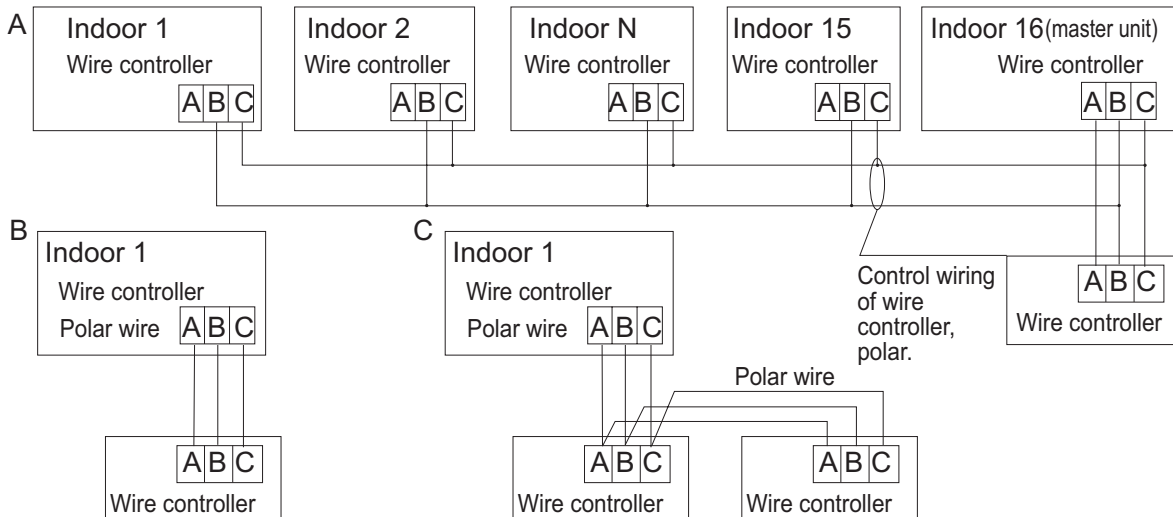 A
Indoor 1
Wire controller
A B C
Indoor 2
Wire controller
A B C
Indoor N
Wire controller
A B C
Indoor 15
Wire controller
A B C
Indoor 16(master unit)
Wire controller
A B C
Control wiring
of wire
controller,
polar.
A B C
Wire controller
B
Indoor 1
Wire controller
Polar wire A B C
A B C
Wire controller
C
Indoor 1
Wire controller
Polar wire A B C
Polar wire
A B C
Wire controller
A B C
Wire controller